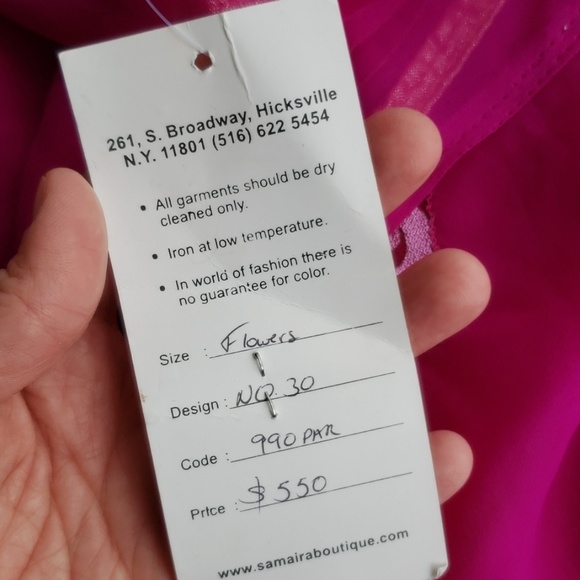 261, S. Broadway, Hicksville
N.Y. 11801 (516) 622 5454
• All garments should be dry
cleaned only.
• Iron at low temperature.
• In world of fashion there is
no guarantee for color.
Size : Flowers
Design : NQ. 30
Code : 990 PAR
Price : $550
www.samairaboutique.com